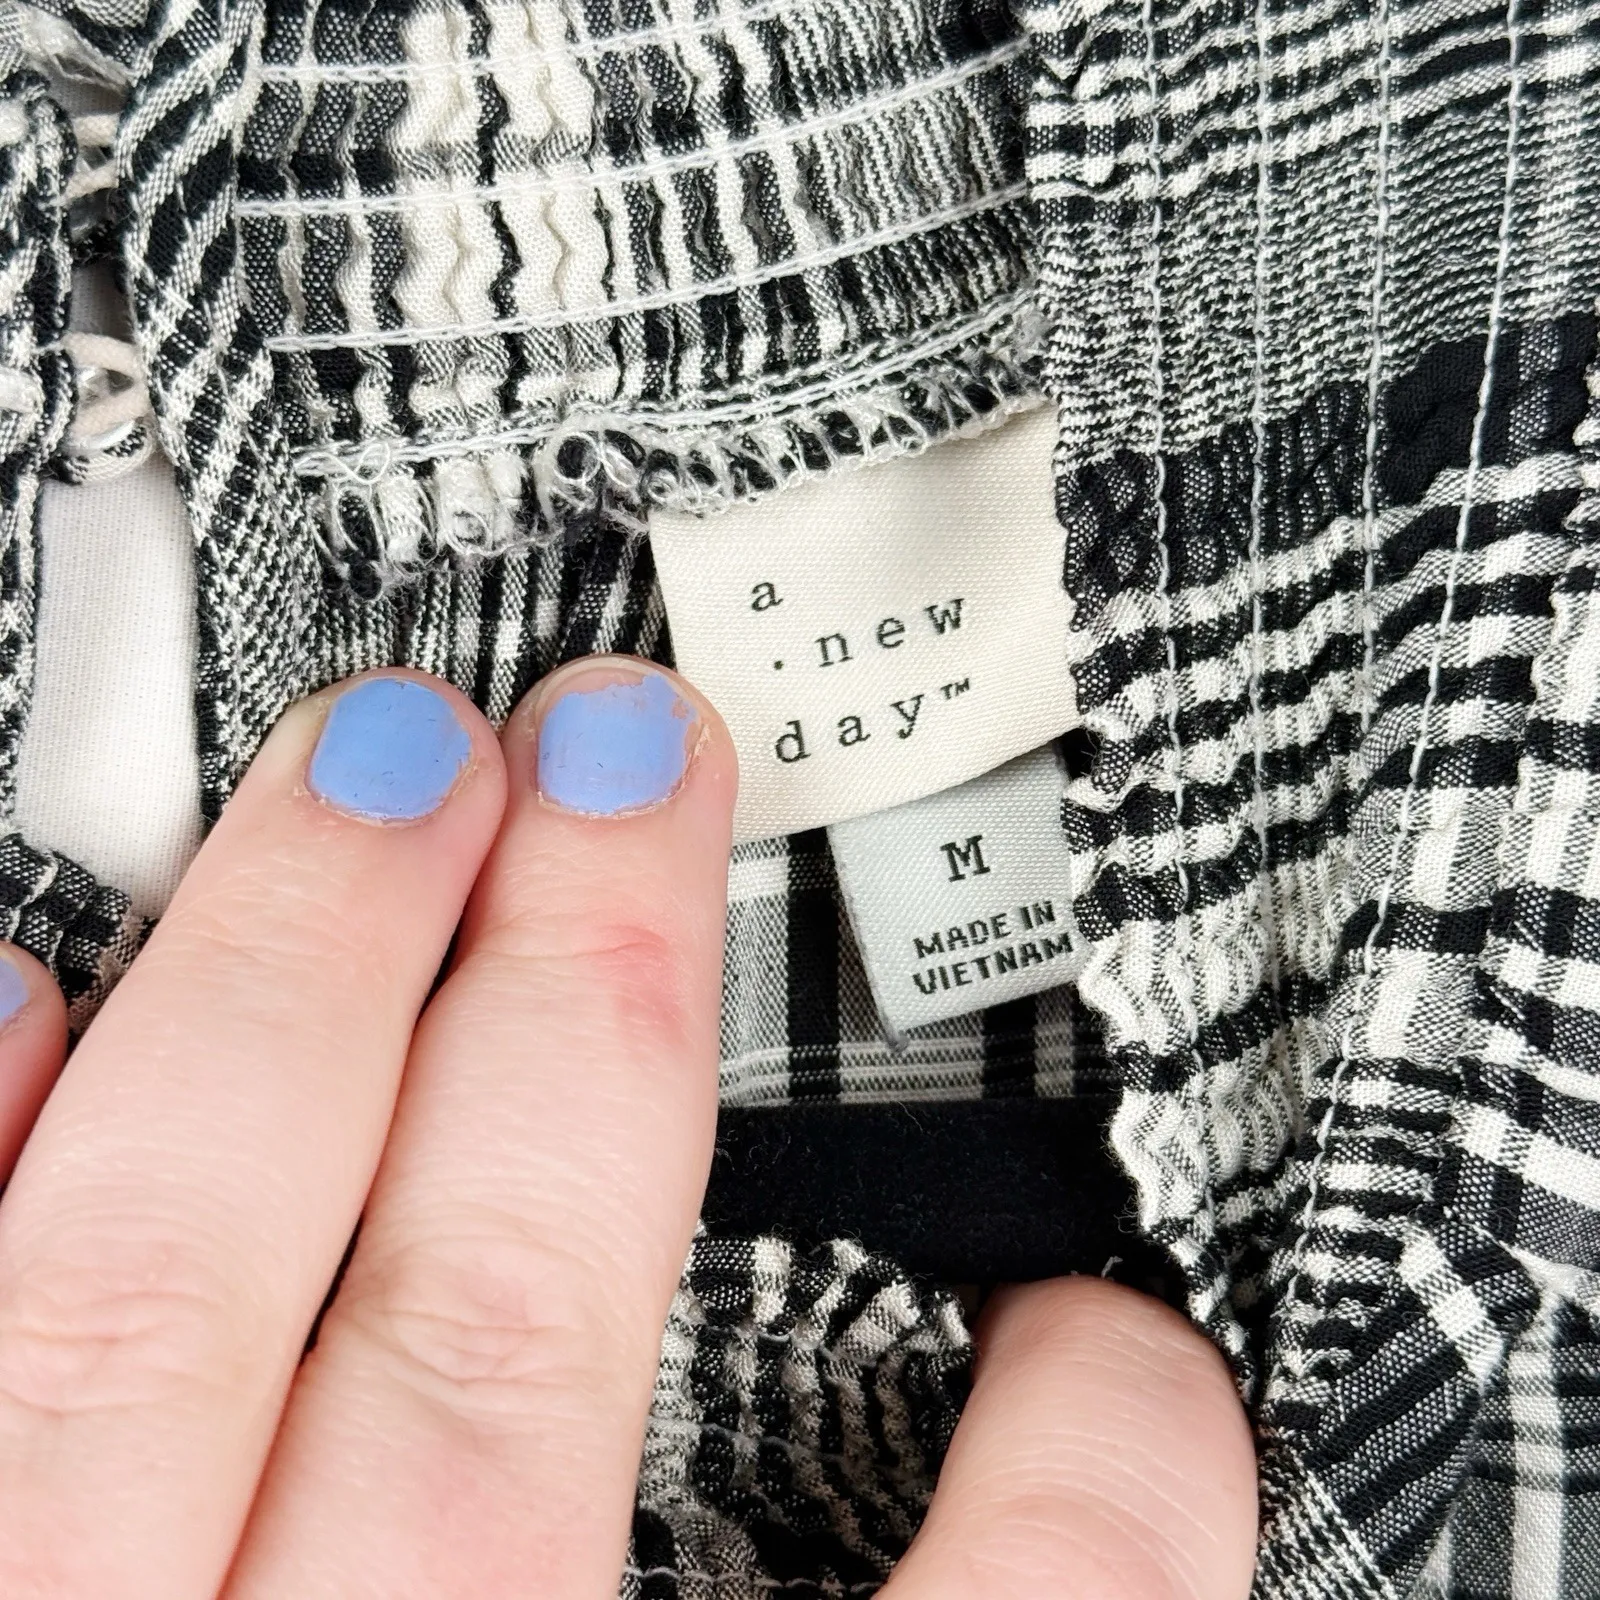 a
. new
day™
M
MADE IN
VIETNAM